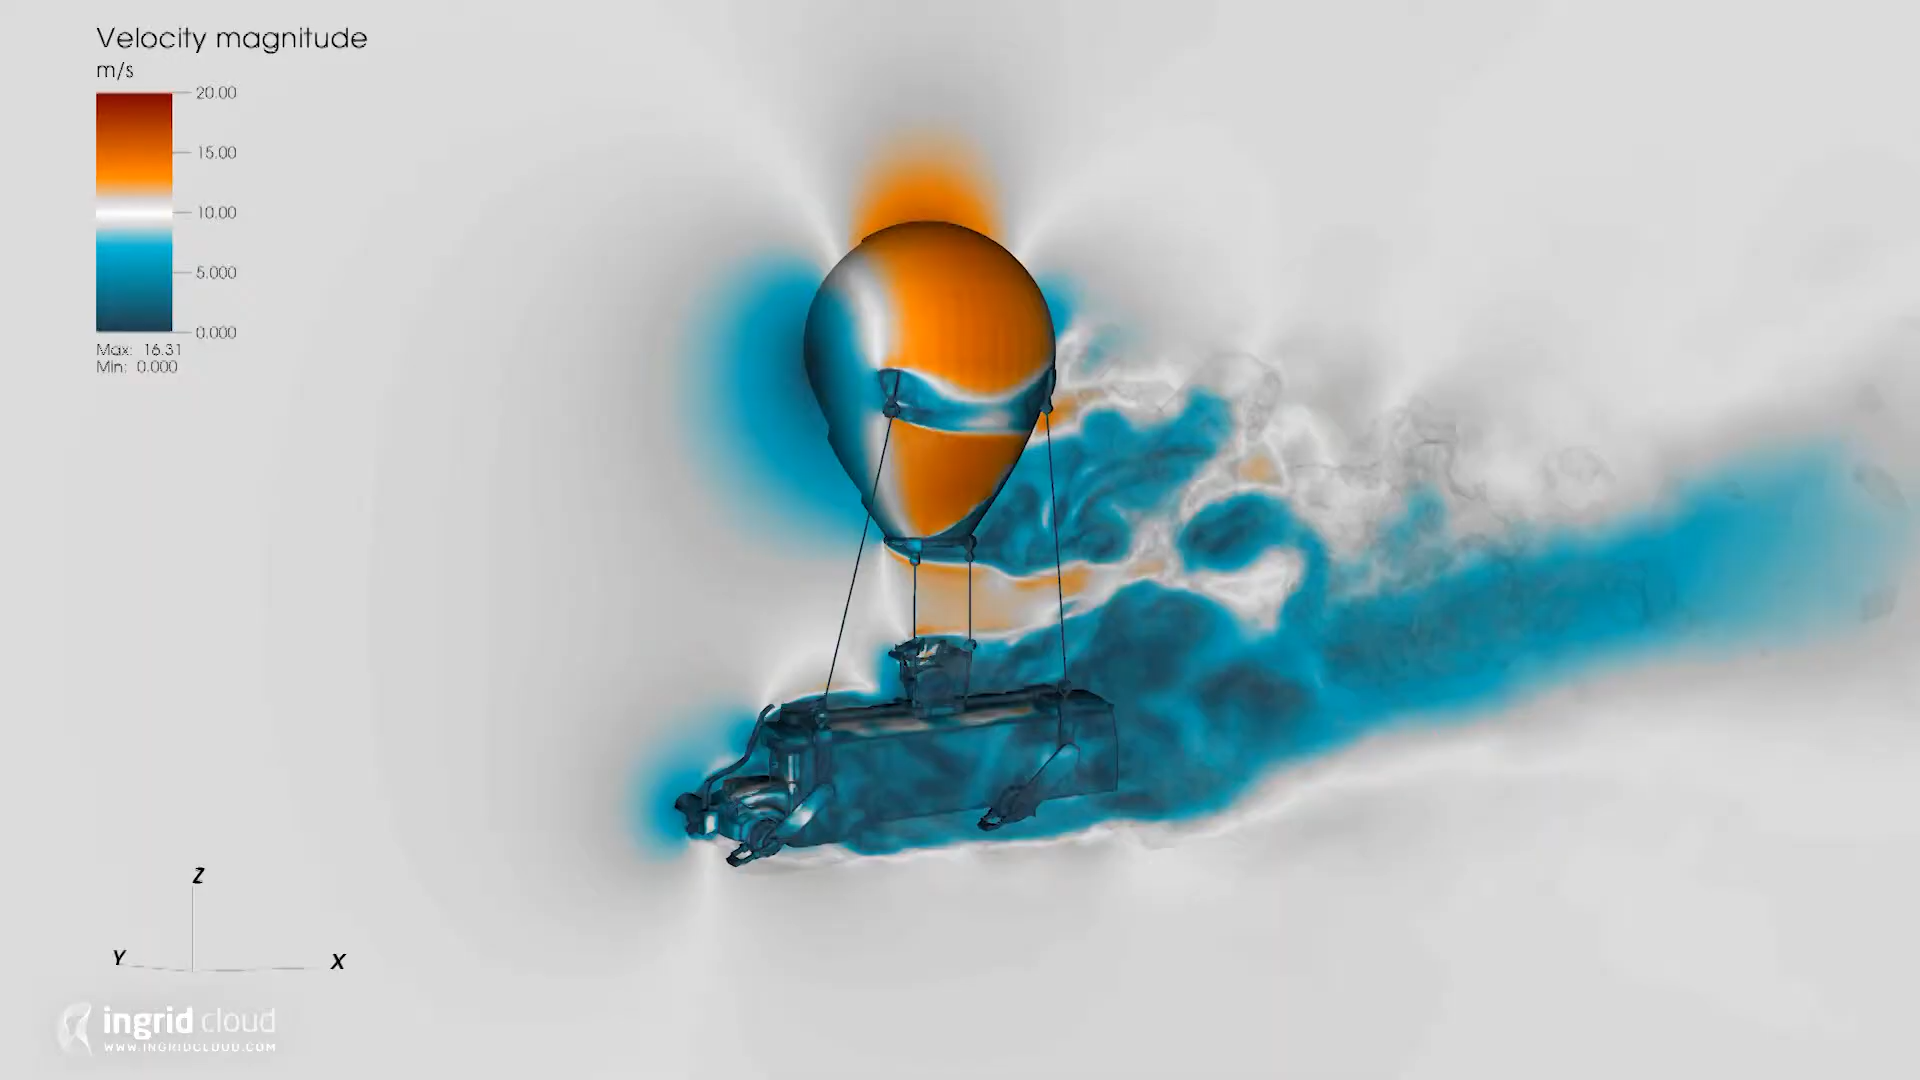 Velocity magnitude
m/s
20.00
15.00
10.00
5.000
0.000
Max: 16.31
Min: 0.000
Z
Y
X
ingrid cloud
WWW.INGRIDCLOUD.COM